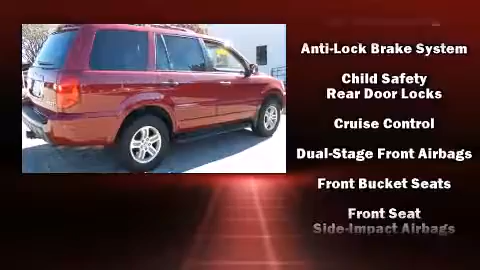 Anti-Lock Brake System
Child Safety
Rear Door Locks
Cruise Control
Dual-Stage Front Airbags
Front Bucket Seats
Front Seat
Side-Impact Airbags